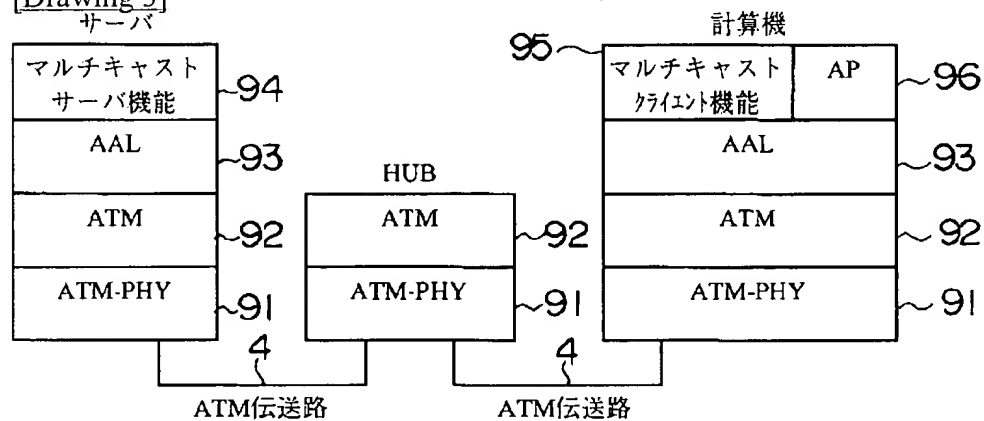 [Drawing 3]
サーバ
マルチキャスト
サーバ機能
94
AAL
93
ATM
92
ATM-PHY
91
HUB
ATM
92
ATM-PHY
91
計算機
95
マルチキャスト
クライエント機能
AP
96
AAL
93
ATM
92
ATM-PHY
91
4
ATM伝送路
4
ATM伝送路